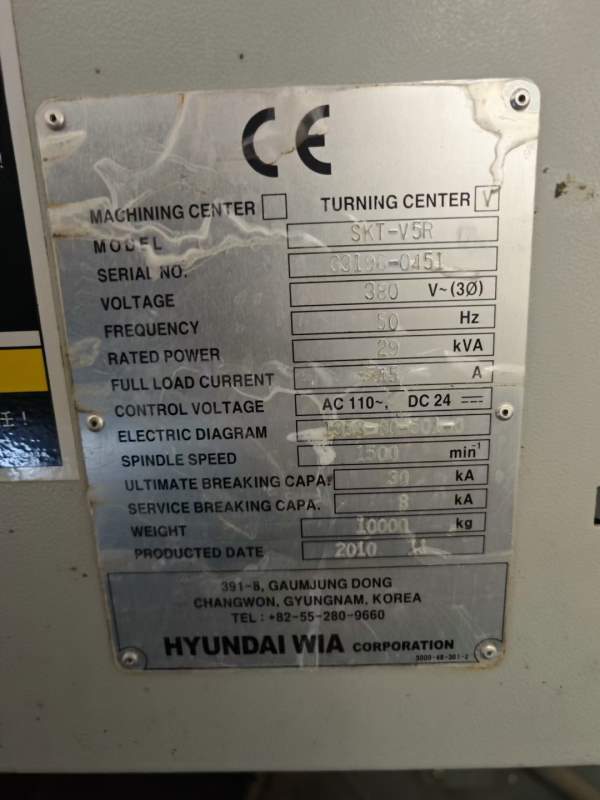 CE
MACHINING CENTER TURNING CENTER V
MODEL SKT-V5R
SERIAL NO.
VOLTAGE 380 V~(3Ø)
FREQUENCY 50 Hz
RATED POWER 29 kVA
FULL LOAD CURRENT A
CONTROL VOLTAGE AC 110~, DC 24
ELECTRIC DIAGRAM
SPINDLE SPEED 1500 min⁻¹
ULTIMATE BREAKING CAPA. 30 kA
SERVICE BREAKING CAPA. 8 kA
WEIGHT 10000 kg
PRODUCTED DATE 2010 11
391-8, GAUMJUNG DONG
CHANGWON, GYUNGNAM, KOREA
TEL : +82-55-280-9660
HYUNDAI WIA CORPORATION